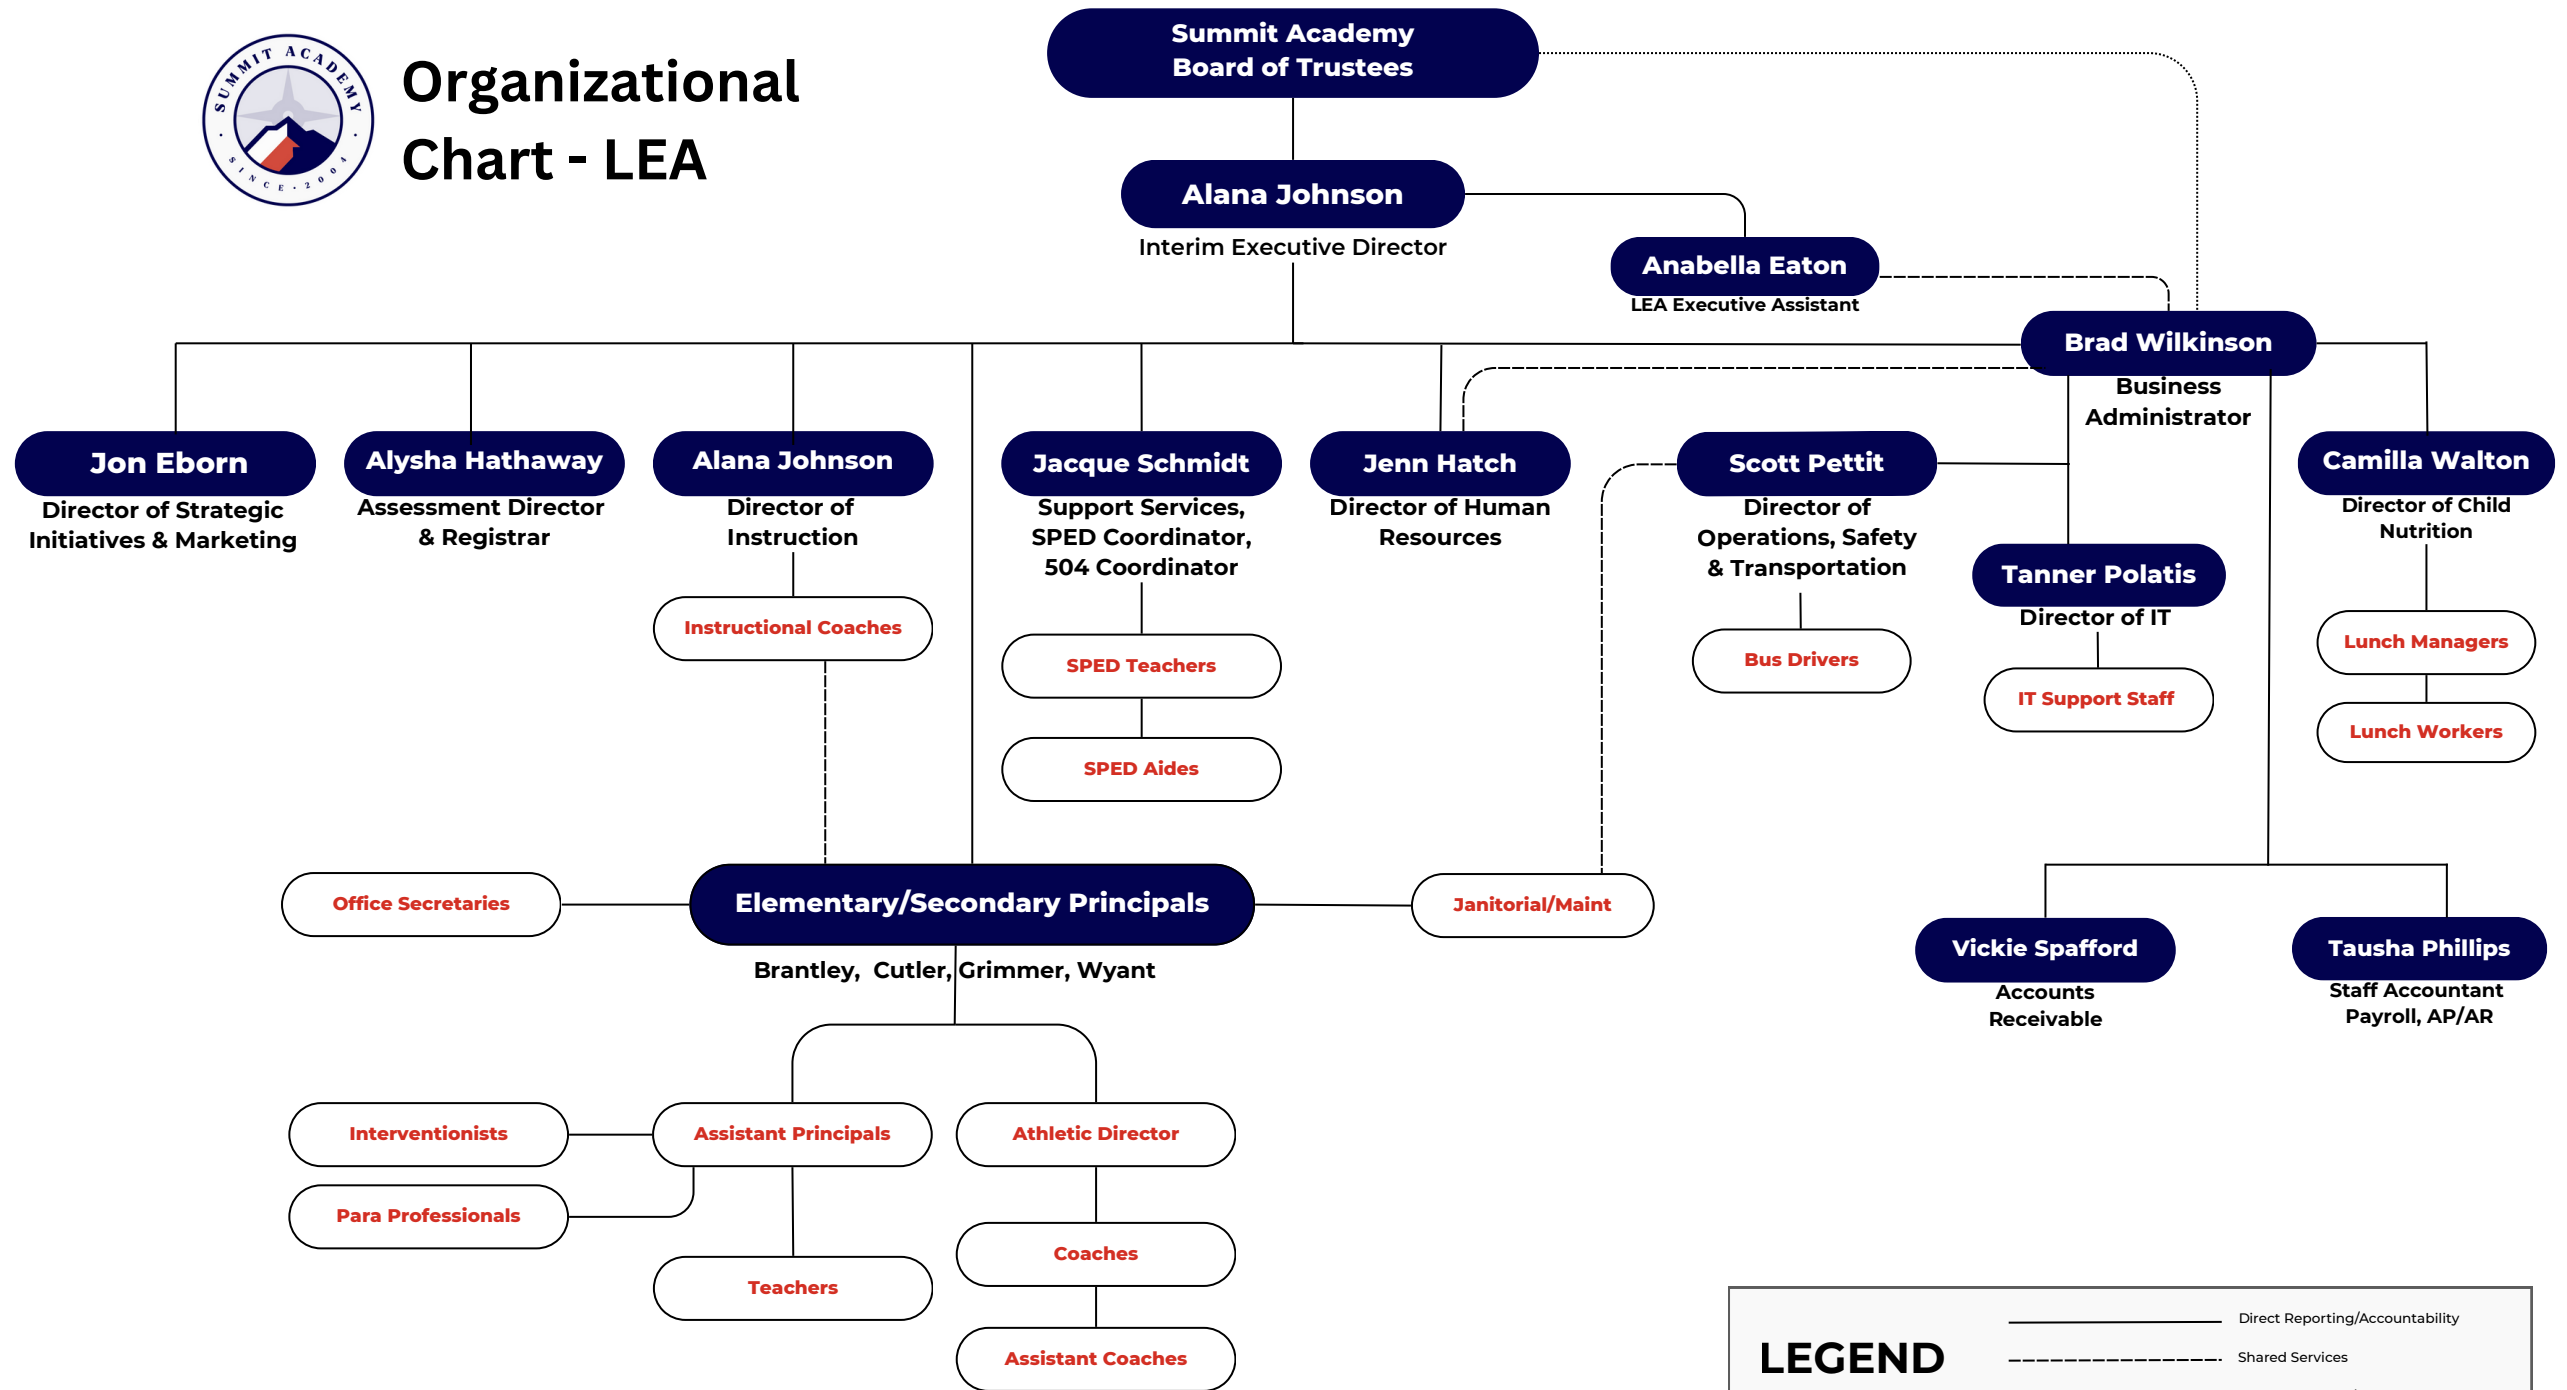 SUMMIT ACADEMY
SINCE • 2004
Organizational
Chart - LEA
Summit Academy
Board of Trustees
Alana Johnson
Interim Executive Director
Anabella Eaton
LEA Executive Assistant
Brad Wilkinson
Business
Administrator
Jon Eborn
Director of Strategic
Initiatives & Marketing
Alysha Hathaway
Assessment Director
& Registrar
Alana Johnson
Director of
Instruction
Instructional Coaches
Jacque Schmidt
Support Services,
SPED Coordinator,
504 Coordinator
SPED Teachers
SPED Aides
Jenn Hatch
Director of Human
Resources
Scott Pettit
Director of
Operations, Safety
& Transportation
Bus Drivers
Tanner Polatis
Director of IT
IT Support Staff
Camilla Walton
Director of Child
Nutrition
Lunch Managers
Lunch Workers
Office Secretaries
Elementary/Secondary Principals
Brantley, Cutler, Grimmer, Wyant
Janitorial/Maint
Vickie Spafford
Accounts
Receivable
Tausha Phillips
Staff Accountant
Payroll, AP/AR
Interventionists
Assistant Principals
Athletic Director
Para Professionals
Teachers
Coaches
Assistant Coaches
LEGEND
Direct Reporting/Accountability
Shared Services